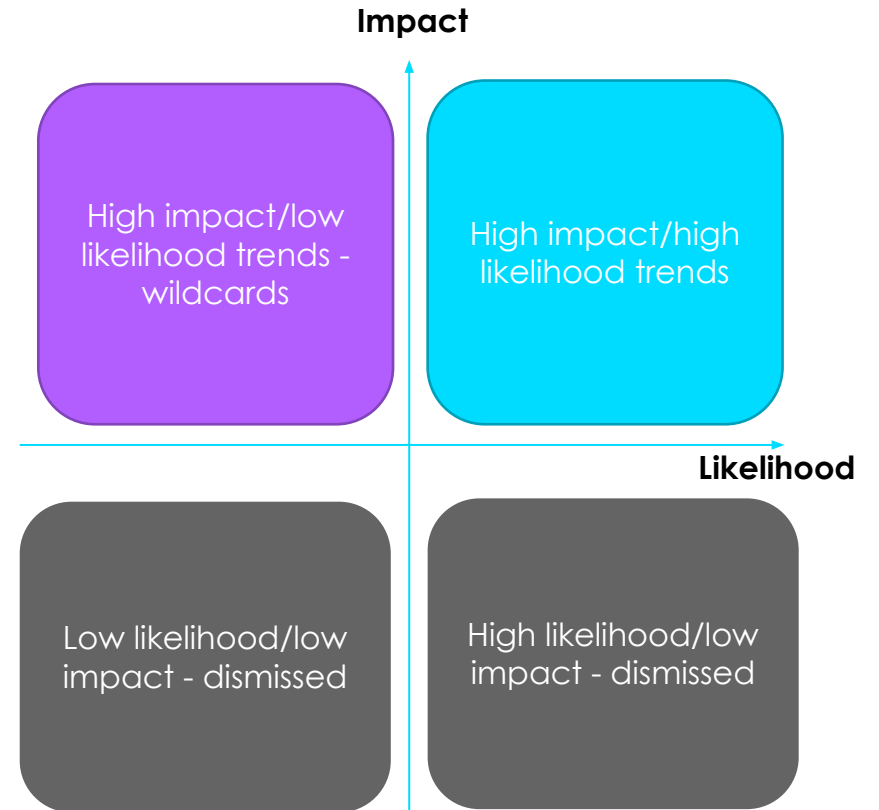 Impact
High impact/low
likelihood trends -
wildcards
High impact/high
likelihood trends
Likelihood
Low likelihood/low
impact - dismissed
High likelihood/low
impact - dismissed